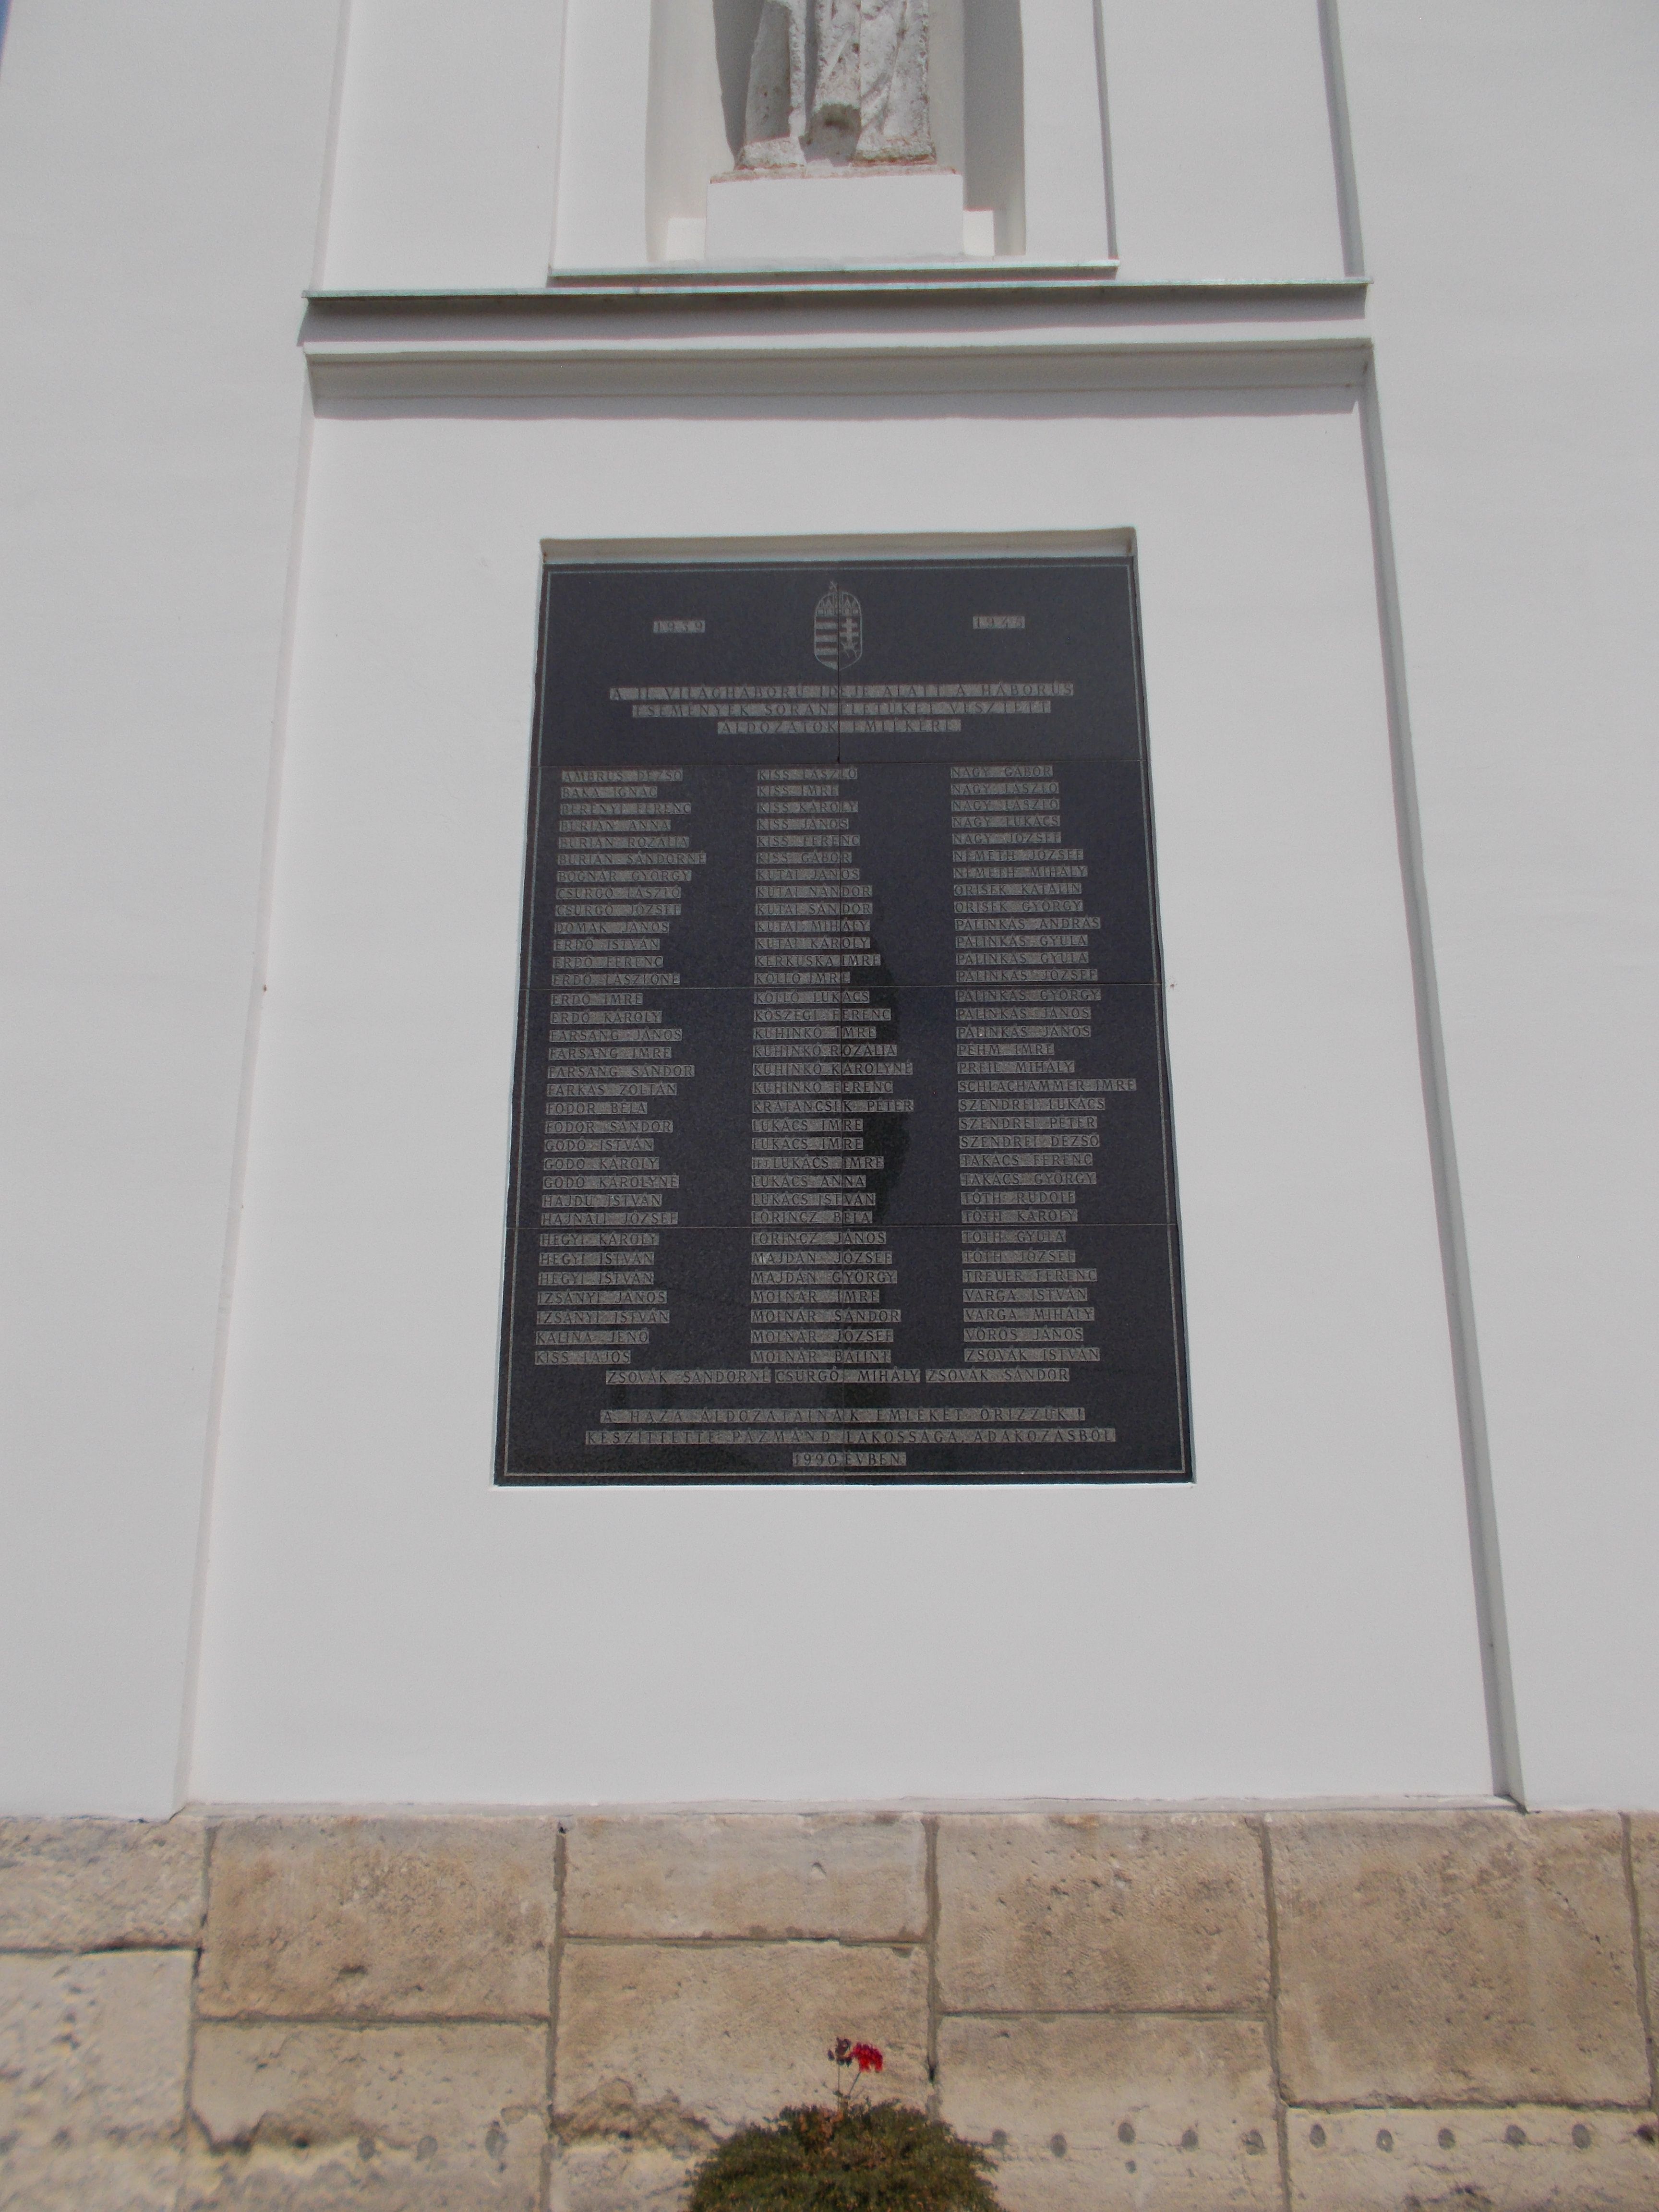 1939 1945
A II. VILÁGHÁBORÚ IDEJE ALATT A HÁBORÚS
ESEMÉNYEK SORÁN ÉLETÜKET VESZTETT
ÁLDOZATOK EMLÉKÉRE
AMBRUS DEZSŐ
BAKA IGNÁC
BERÉNYI FERENC
BURIÁN ANNA
BURIÁN ROZÁLIA
BURIÁN SÁNDORNÉ
BOGNÁR GYÖRGY
CSURGÓ LÁSZLÓ
CSURGÓ JÓZSEF
DOMAK JÁNOS
ERDŐ ISTVÁN
ERDŐ FERENC
ERDŐ LÁSZLÓNÉ
ERDŐ IMRE
ERDŐ KÁROLY
FARSANG JÁNOS
FARSANG IMRE
FARSANG SÁNDOR
FARKAS ZOLTÁN
FODOR BÉLA
FODOR SÁNDOR
GODÓ ISTVÁN
GODÓ KÁROLY
GODÓ KÁROLYNÉ
HAJDU ISTVÁN
HAJNALI JÓZSEF
HEGYI KÁROLY
HEGYI ISTVÁN
HEGYI ISTVÁN
IZSÁNYI JÁNOS
IZSÁNYI ISTVÁN
KALINA JENŐ
KISS LAJOS
KISS LÁSZLÓ
KISS IMRE
KISS KÁROLY
KISS JÁNOS
KISS FERENC
KISS GÁBOR
KUTAI JÁNOS
KUTAI NÁNDOR
KUTAI SÁNDOR
KUTAI MIHÁLY
KUTAI KÁROLY
KERKUSKA IMRE
KÖLLŐ IMRE
KÖLLŐ LUKÁCS
KŐSZEGI FERENC
KUHINKÓ IMRE
KUHINKÓ ROZÁLIA
KUHINKÓ KÁROLYNÉ
KUHINKÓ FERENC
KRATANCSIK PÉTER
LUKÁCS IMRE
LUKÁCS IMRE
IFJ LUKÁCS IMRE
LUKÁCS ANNA
LUKÁCS ISTVÁN
LŐRINCZ BÉLA
LŐRINCZ JÁNOS
MAJDÁN JÓZSEF
MAJDÁN GYÖRGY
MOLNÁR IMRE
MOLNÁR SÁNDOR
MOLNÁR JÓZSEF
MOLNÁR BÁLINT
NAGY GÁBOR
NAGY LÁSZLÓ
NAGY LÁSZLÓ
NAGY LUKÁCS
NAGY JÓZSEF
NÉMETH JÓZSEF
NÉMETH MIHÁLY
ORISEK KATALIN
ORISEK GYÖRGY
PÁLINKÁS ANDRÁS
PÁLINKÁS GYULA
PÁLINKÁS GYULA
PÁLINKÁS JÓZSEF
PÁLINKÁS GYÖRGY
PÁLINKÁS JÁNOS
PÁLINKÁS JÁNOS
PEHM IMRE
PREIL MIHÁLY
SCHLACHAMMER IMRE
SZENDREI LUKÁCS
SZENDREI PÉTER
SZENDREI DEZSŐ
TAKÁCS FERENC
TAKÁCS GYÖRGY
TÓTH RUDOLF
TÓTH KÁROLY
TÓTH GYULA
TÓTH JÓZSEF
TREUER FERENC
VARGA ISTVÁN
VARGA MIHÁLY
VÖRÖS JÁNOS
ZSOVÁK ISTVÁN
ZSOVÁK SÁNDORNÉ CSURGÓ MIHÁLY ZSOVÁK SÁNDOR
A HAZA ÁLDOZATAINAK EMLÉKÉT ŐRIZZÜK!
KÉSZÍTETTE PÁZMÁND LAKOSSÁGA ADAKOZÁSBÓL
1990 ÉVBEN